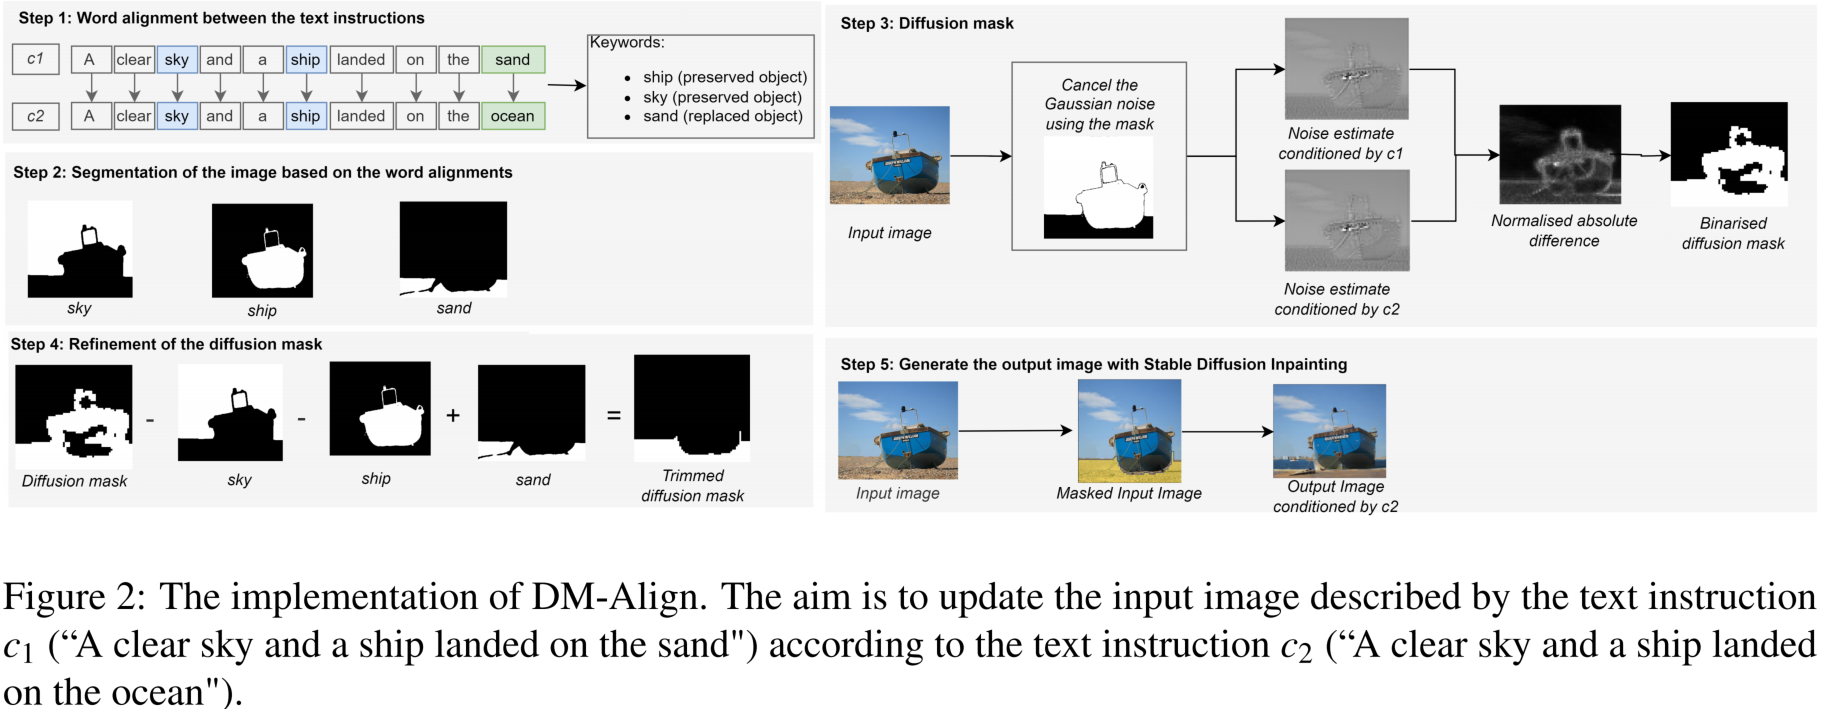 Step 1: Word alignment between the text instructions
c1 A clear sky and a ship landed on the sand
c2 A clear sky and a ship landed on the ocean
Keywords:
• ship (preserved object)
• sky (preserved object)
• sand (replaced object)
Step 2: Segmentation of the image based on the word alignments
sky ship sand
Step 3: Diffusion mask
Input image
Cancel the
Gaussian noise
using the mask
Noise estimate
conditioned by c1
Noise estimate
conditioned by c2
Normalised absolute
difference
Binarised
diffusion mask
Step 4: Refinement of the diffusion mask
- - + =
Diffusion mask sky ship sand Trimmed
diffusion mask
Step 5: Generate the output image with Stable Diffusion Inpainting
Input image Masked Input Image Output Image
conditioned by c2
Figure 2: The implementation of DM-Align. The aim is to update the input image described by the text instruction
c1 (“A clear sky and a ship landed on the sand") according to the text instruction c2 (“A clear sky and a ship landed
on the ocean").